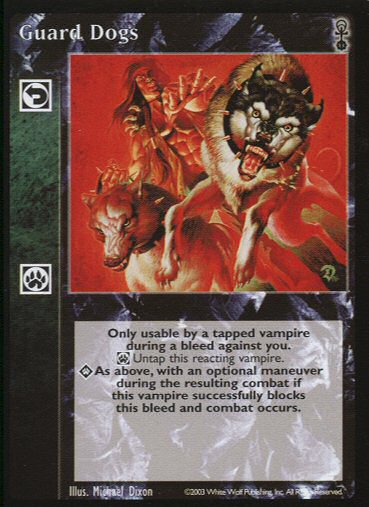 Guard Dogs
Only usable by a tapped vampire
during a bleed against you.
Untap this reacting vampire.
As above, with an optional maneuver
during the resulting combat if
this vampire successfully blocks
this bleed and combat occurs.
Illus. Michael Dixon ©2003 White Wolf Publishing, Inc. All Rights Reserved.